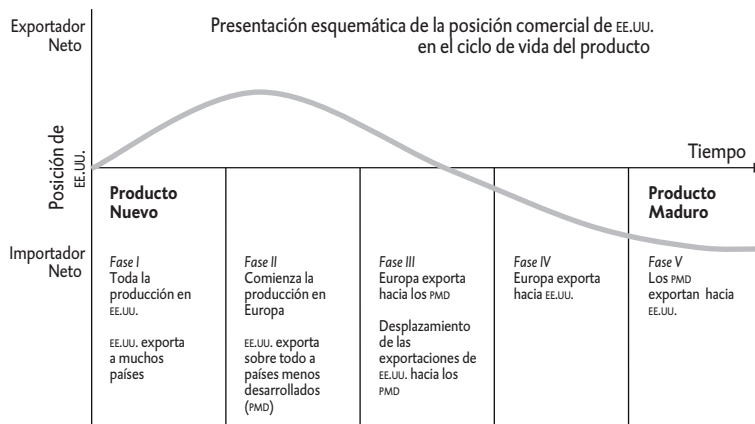 Exportador
Neto
Presentación esquemática de la posición comercial de EE.UU.
en el ciclo de vida del producto
Posición de
EE.UU.
Tiempo
Importador
Neto
Producto
Nuevo
Fase I
Toda la
producción en
EE.UU.
EE.UU. exporta
a muchos
países
Fase II
Comienza la
producción en
Europa
EE.UU. exporta
sobre todo a
países menos
desarrollados
(PMD)
Fase III
Europa exporta
hacia los PMD
Desplazamiento
de las
exportaciones de
EE.UU. hacia los
PMD
Fase IV
Europa exporta
hacia EE.UU.
Producto
Maduro
Fase V
Los PMD
exportan hacia
EE.UU.